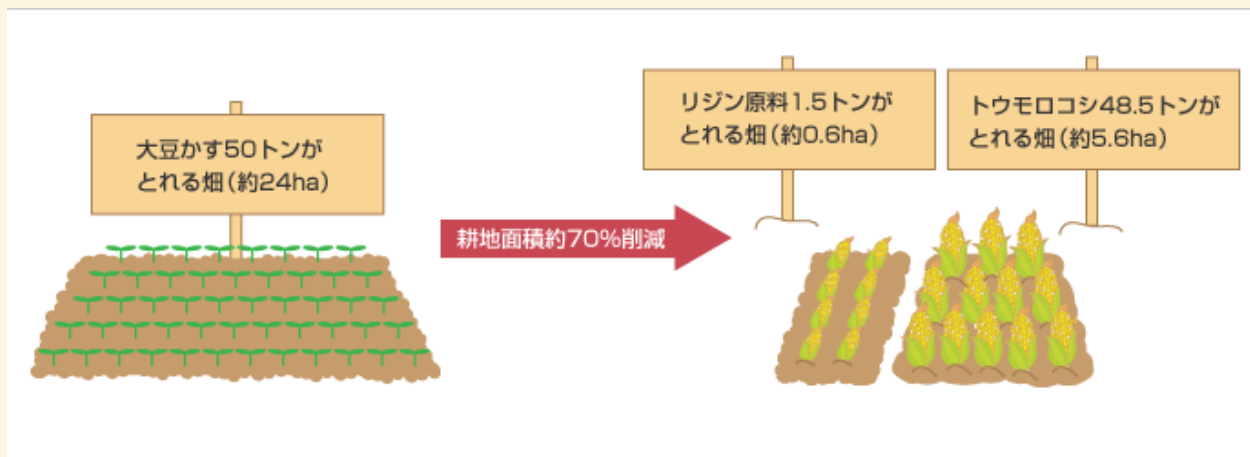 大豆かす50トンが
とれる畑(約24ha)
耕地面積約70%削減
リジン原料1.5トンが
とれる畑(約0.6ha)
トウモロコシ48.5トンが
とれる畑(約5.6ha)